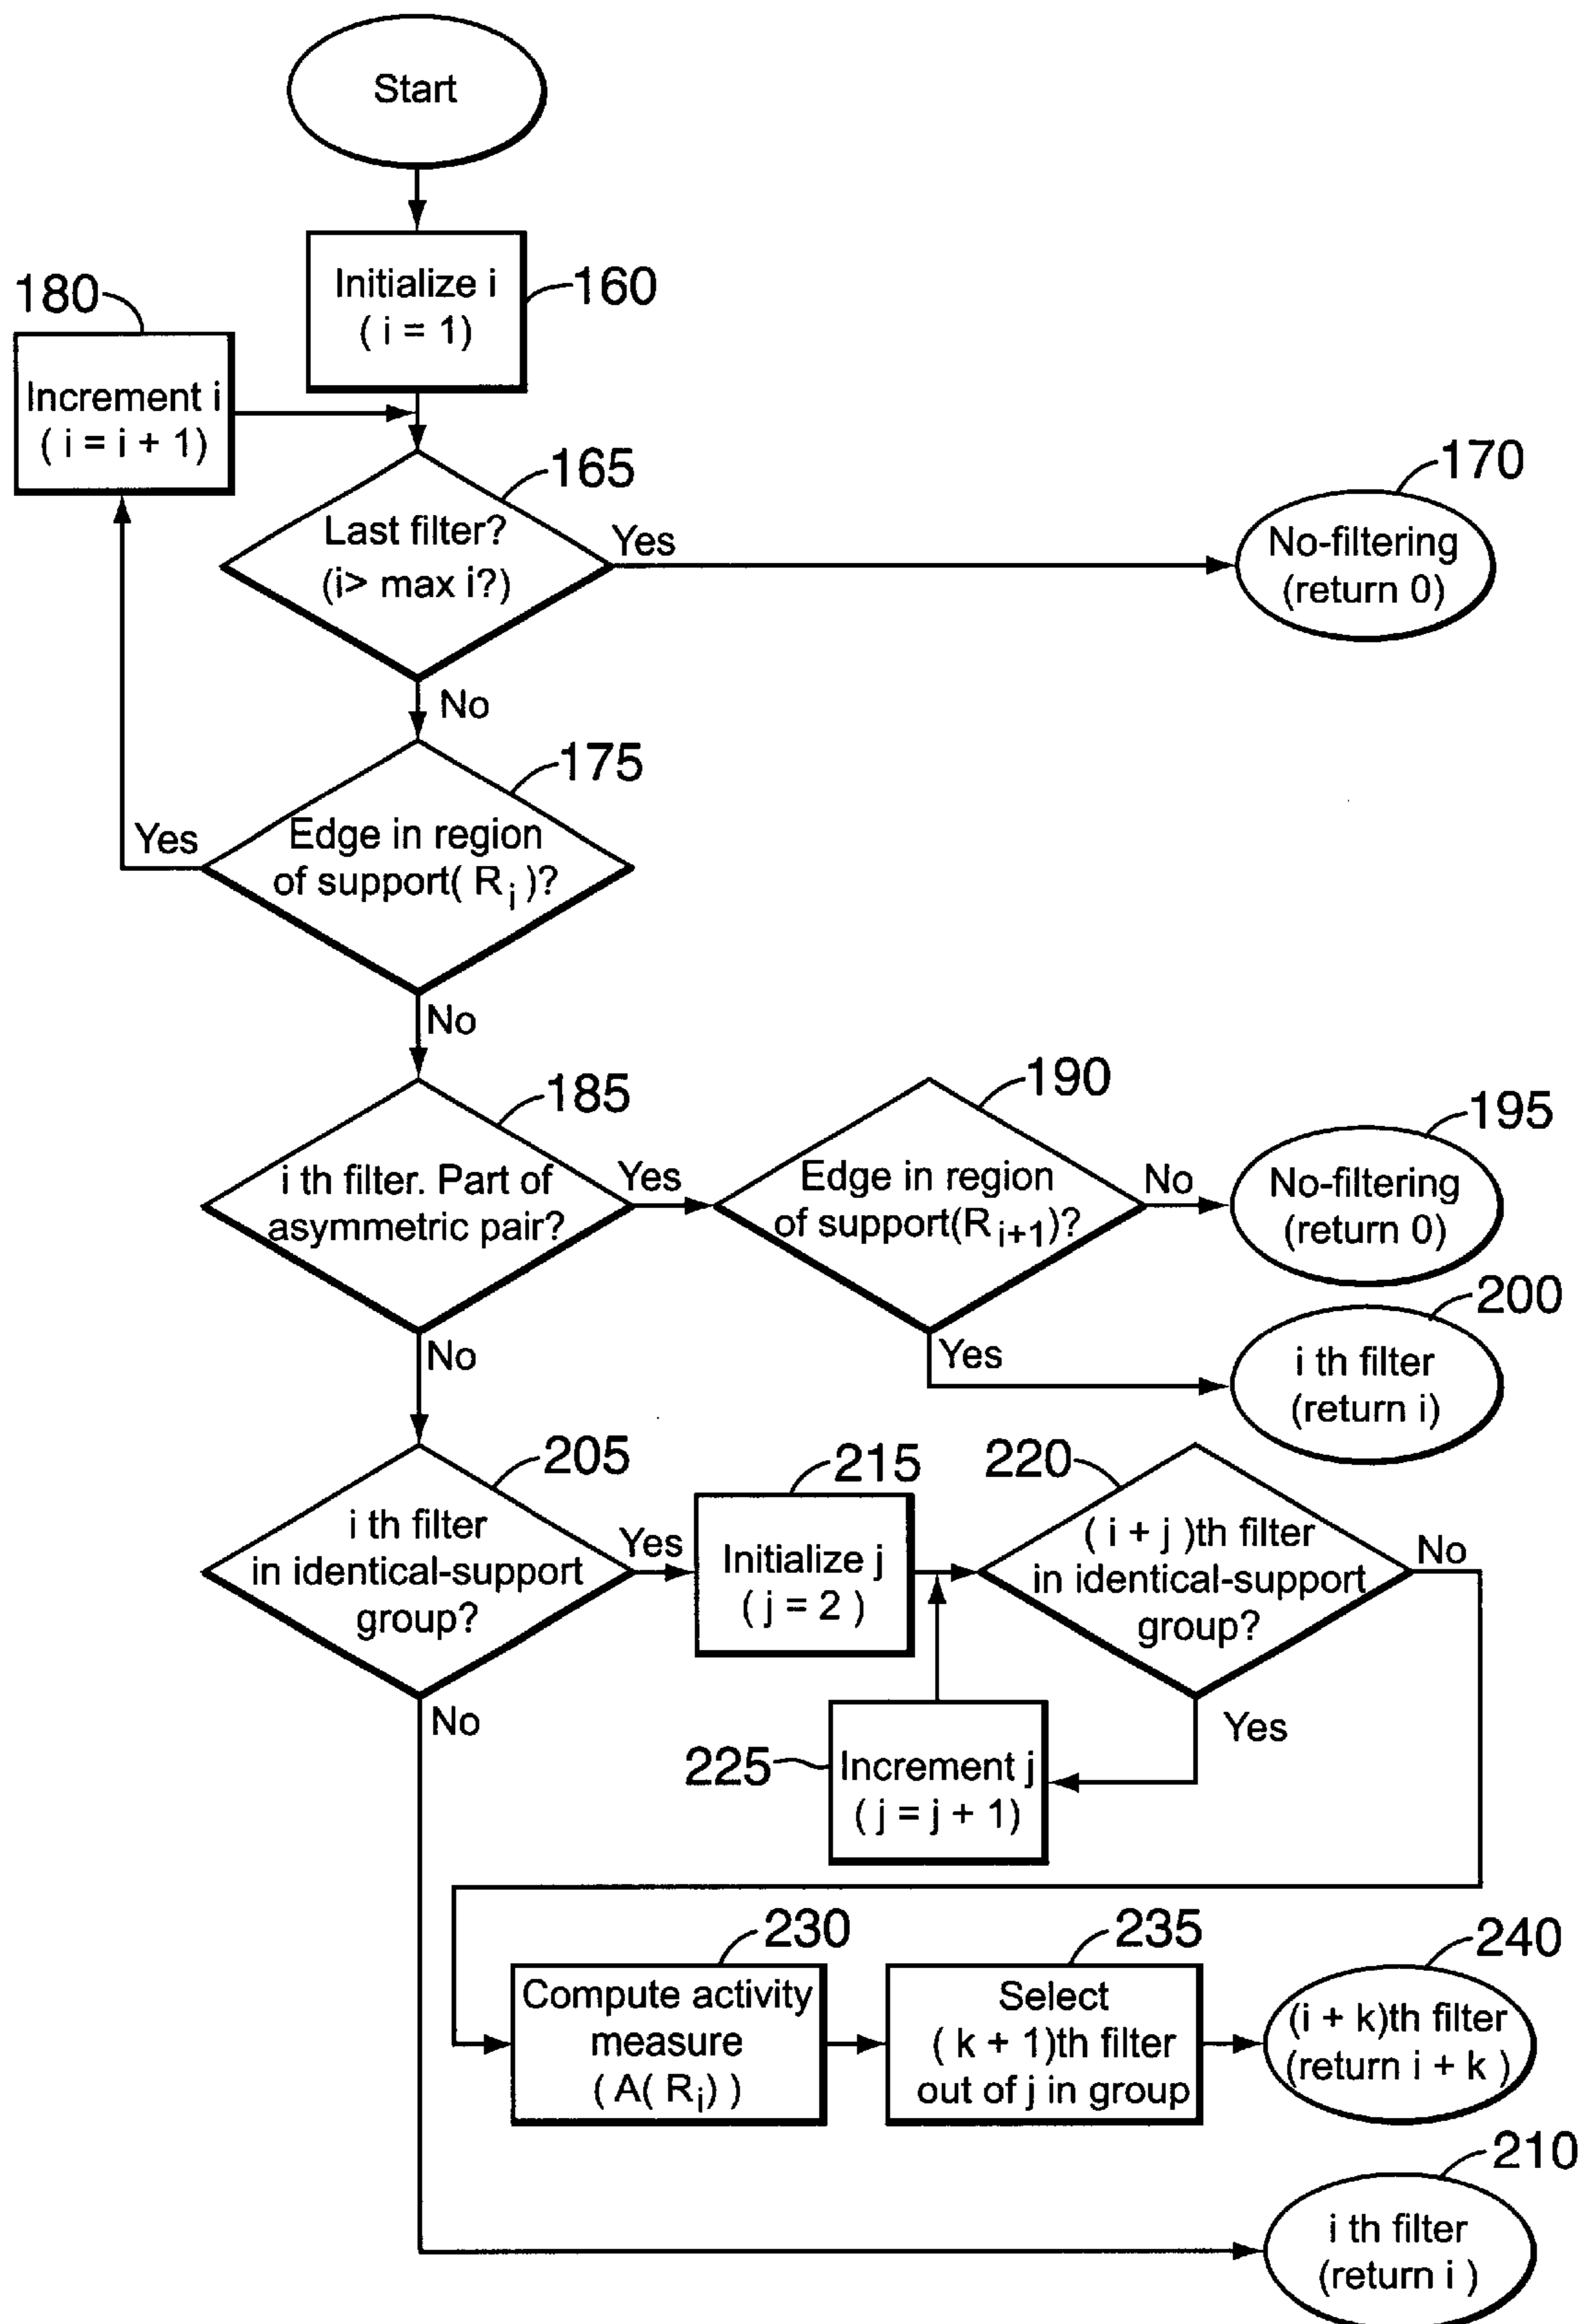 Start
Initialize i
( i = 1)
160
180
Increment i
( i = i + 1)
165
Last filter?
(i> max i?)
Yes
170
No-filtering
(return 0)
No
175
Edge in region
of support( R i )?
Yes
No
185
i th filter. Part of
asymmetric pair?
Yes
190
Edge in region
of support(R i+1)?
No
195
No-filtering
(return 0)
Yes
200
i th filter
(return i)
No
205
i th filter
in identical-support
group?
Yes
215
Initialize j
( j = 2 )
220
( i + j )th filter
in identical-support
group?
No
Yes
225
Increment j
( j = j + 1)
No
230
Compute activity
measure
( A( R i) )
235
Select
( k + 1)th filter
out of j in group
240
(i + k)th filter
(return i + k )
210
i th filter
(return i )